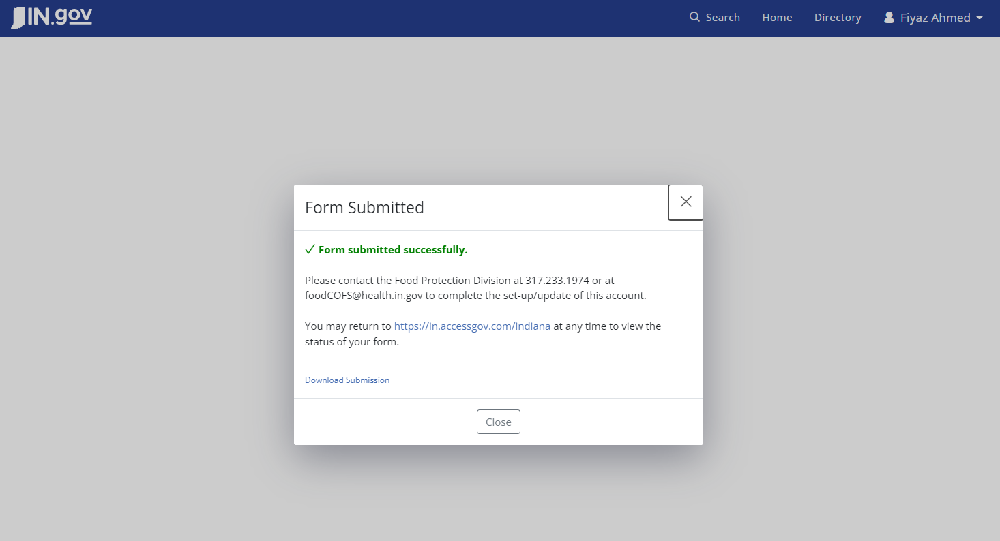 IN.gov
Search Home Directory Fiyaz Ahmed
Form Submitted
Form submitted successfully.
Please contact the Food Protection Division at 317.233.1974 or at
foodCOFS@health.in.gov to complete the set-up/update of this account.
You may return to https://in.accessgov.com/indiana at any time to view the
status of your form.
Download Submission
Close